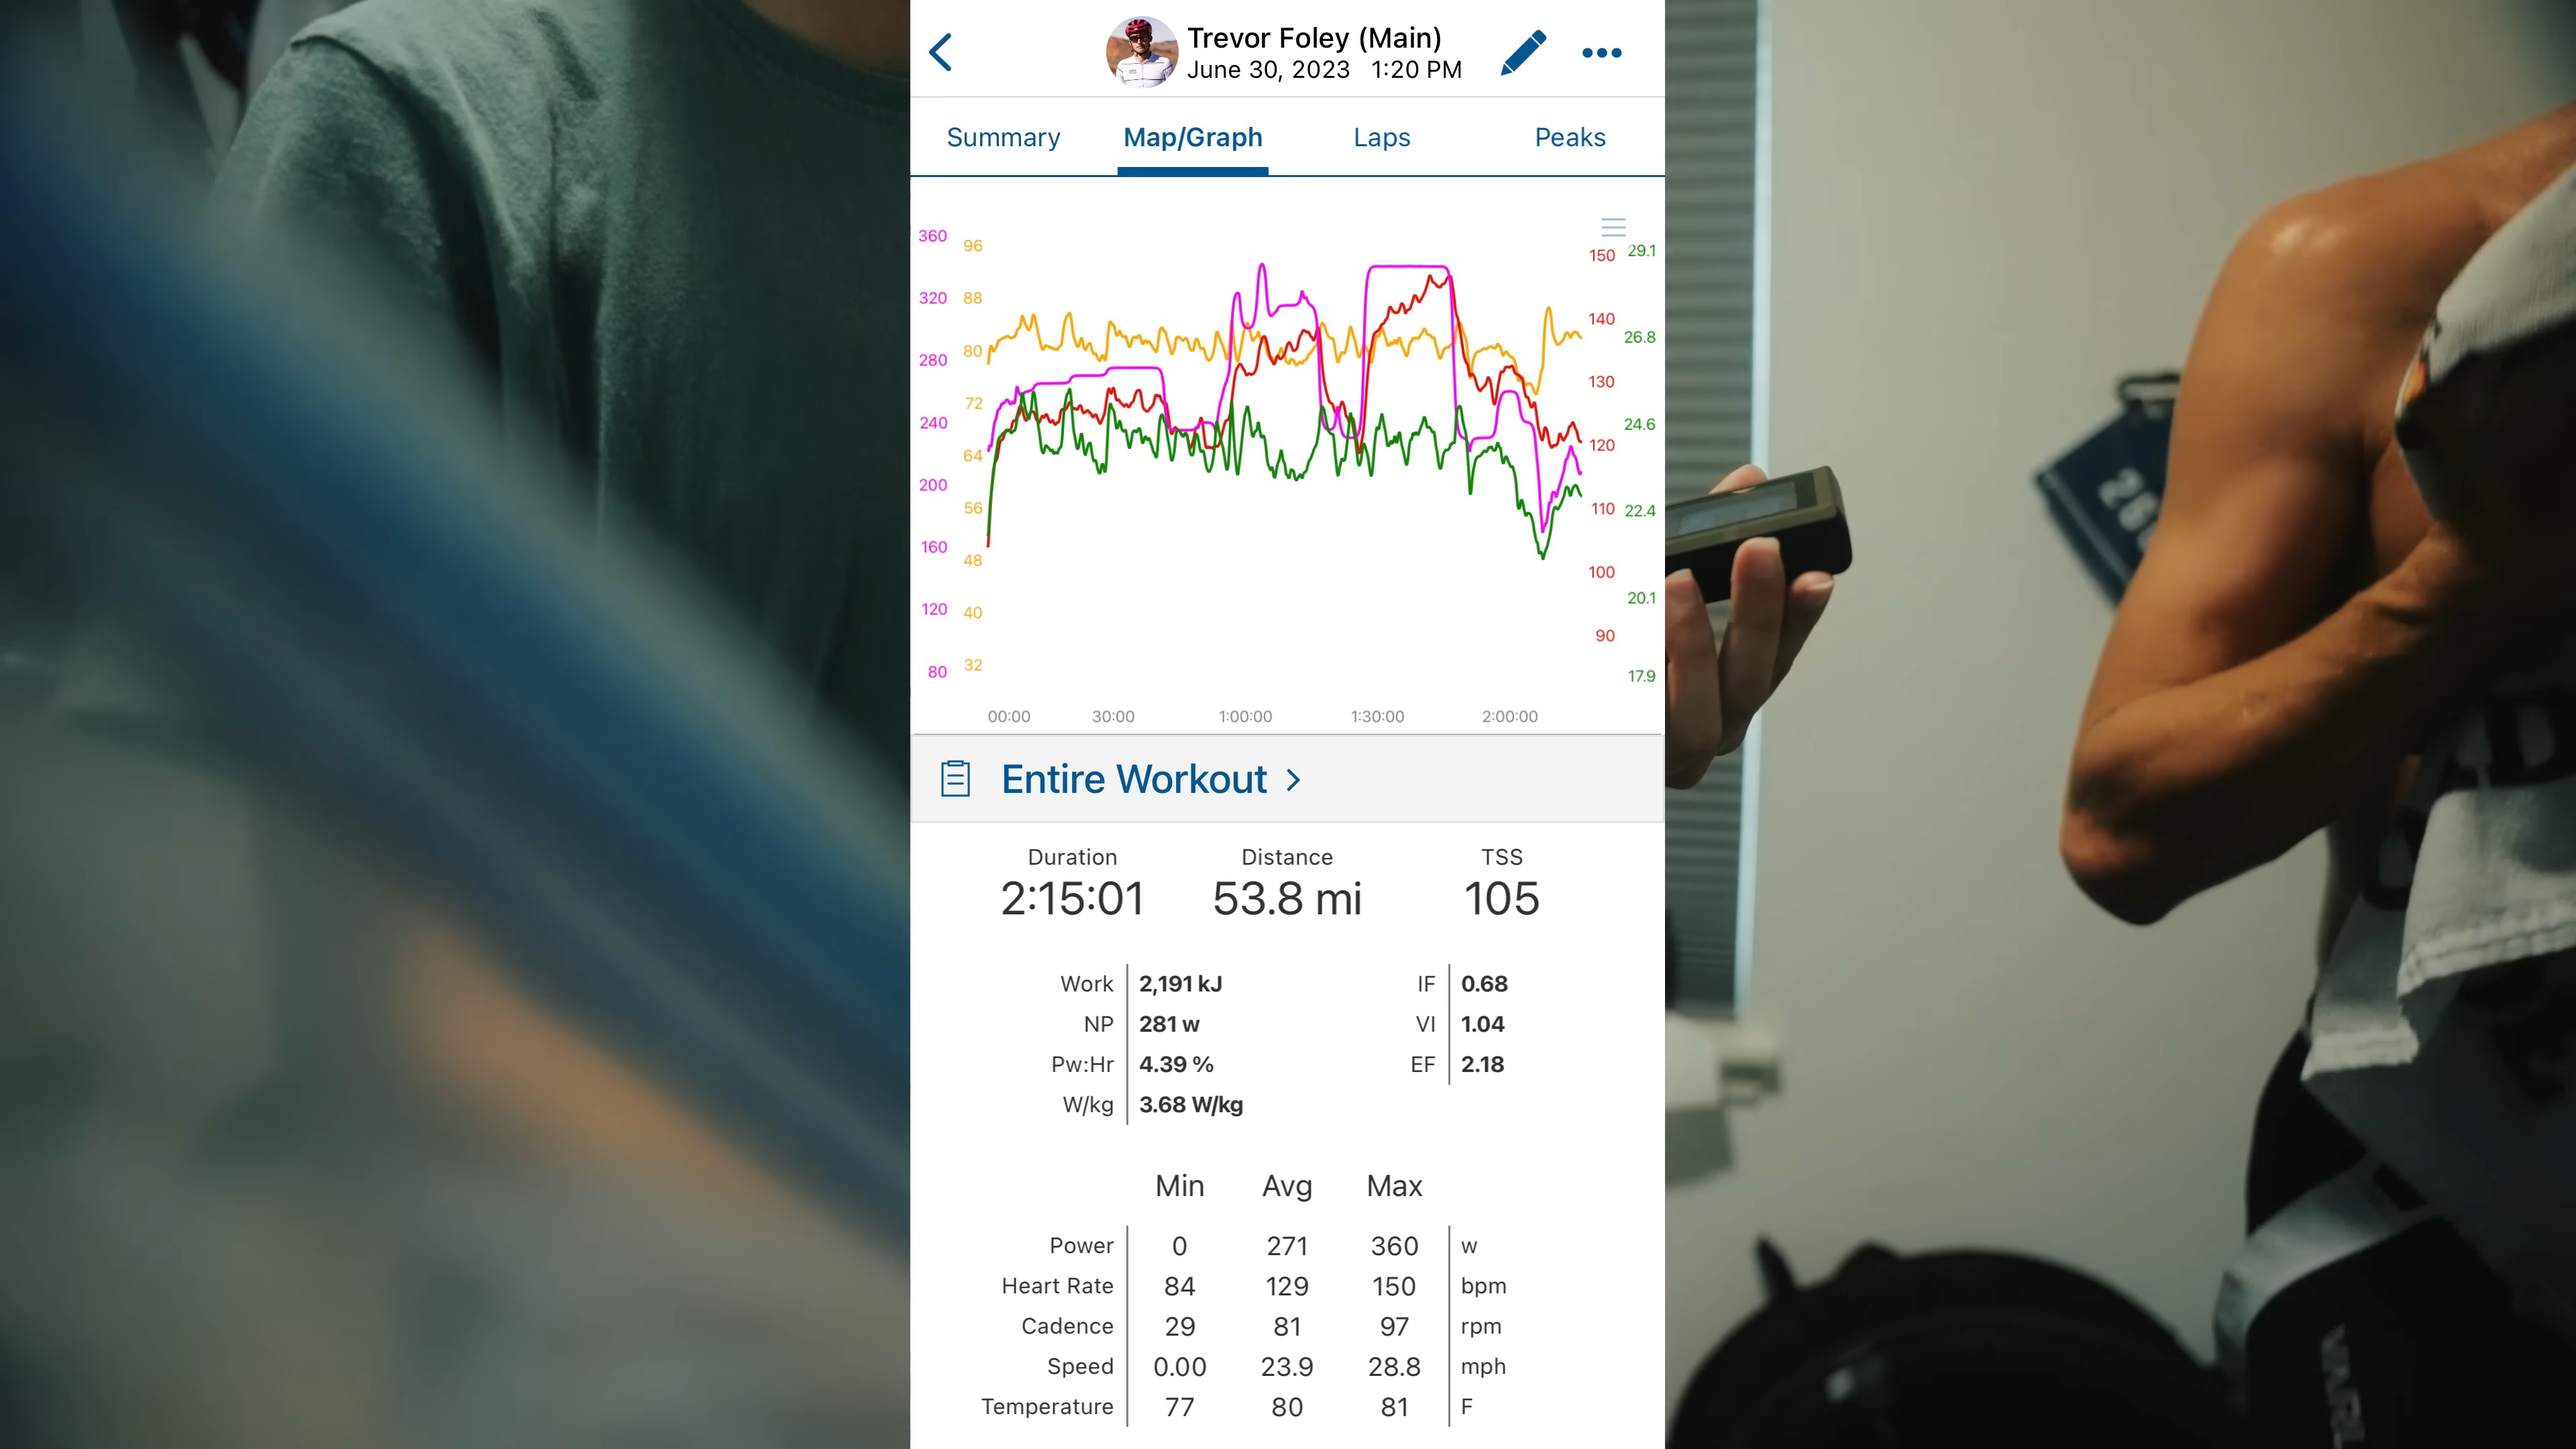 Trevor Foley (Main)
June 30, 2023 1:20 PM
Summary Map/Graph Laps Peaks
360 96 150 29.1
320 88 140 26.8
280 80 130 24.6
240 72 120 22.4
200 64 110 20.1
160 56 100 17.9
120 48 90
80 40
32
00:00 30:00 1:00:00 1:30:00 2:00:00
Entire Workout
Duration Distance TSS
2:15:01 53.8 mi 105
Work 2,191 kJ IF 0.68
NP 281 w VI 1.04
Pw:Hr 4.39 % EF 2.18
W/kg 3.68 W/kg
Min Avg Max
Power 0 271 360 w
Heart Rate 84 129 150 bpm
Cadence 29 81 97 rpm
Speed 0.00 23.9 28.8 mph
Temperature 77 80 81 F